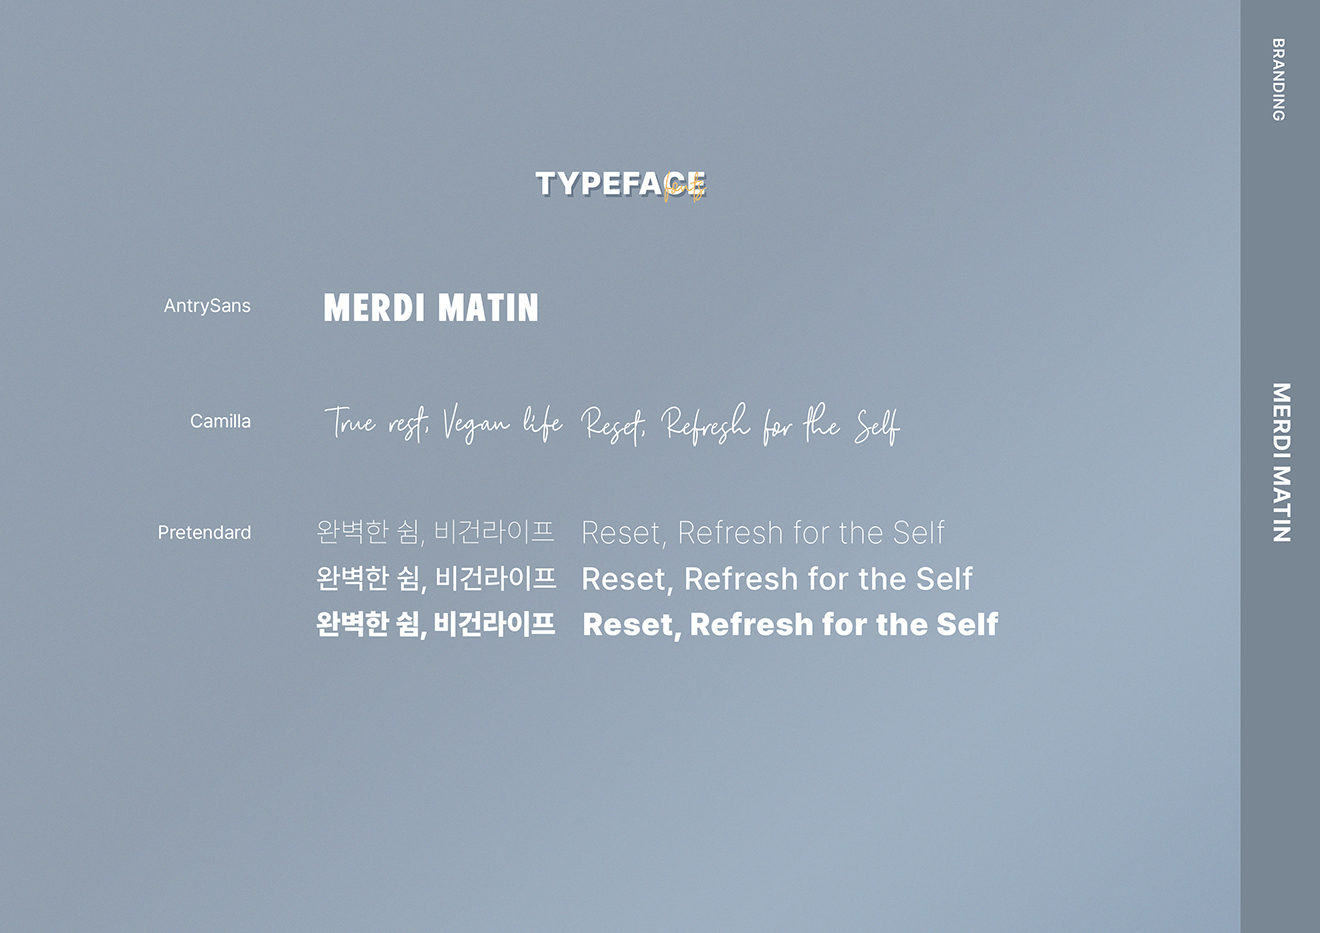 BRANDING
TYPEFACE
fonts
AntrySans MERDI MATIN
Camilla True rest, Vegan life Reset, Refresh for the Self
Pretendard 완벽한 쉼, 비건라이프 Reset, Refresh for the Self
완벽한 쉼, 비건라이프 Reset, Refresh for the Self
완벽한 쉼, 비건라이프 Reset, Refresh for the Self
MERDI MATIN